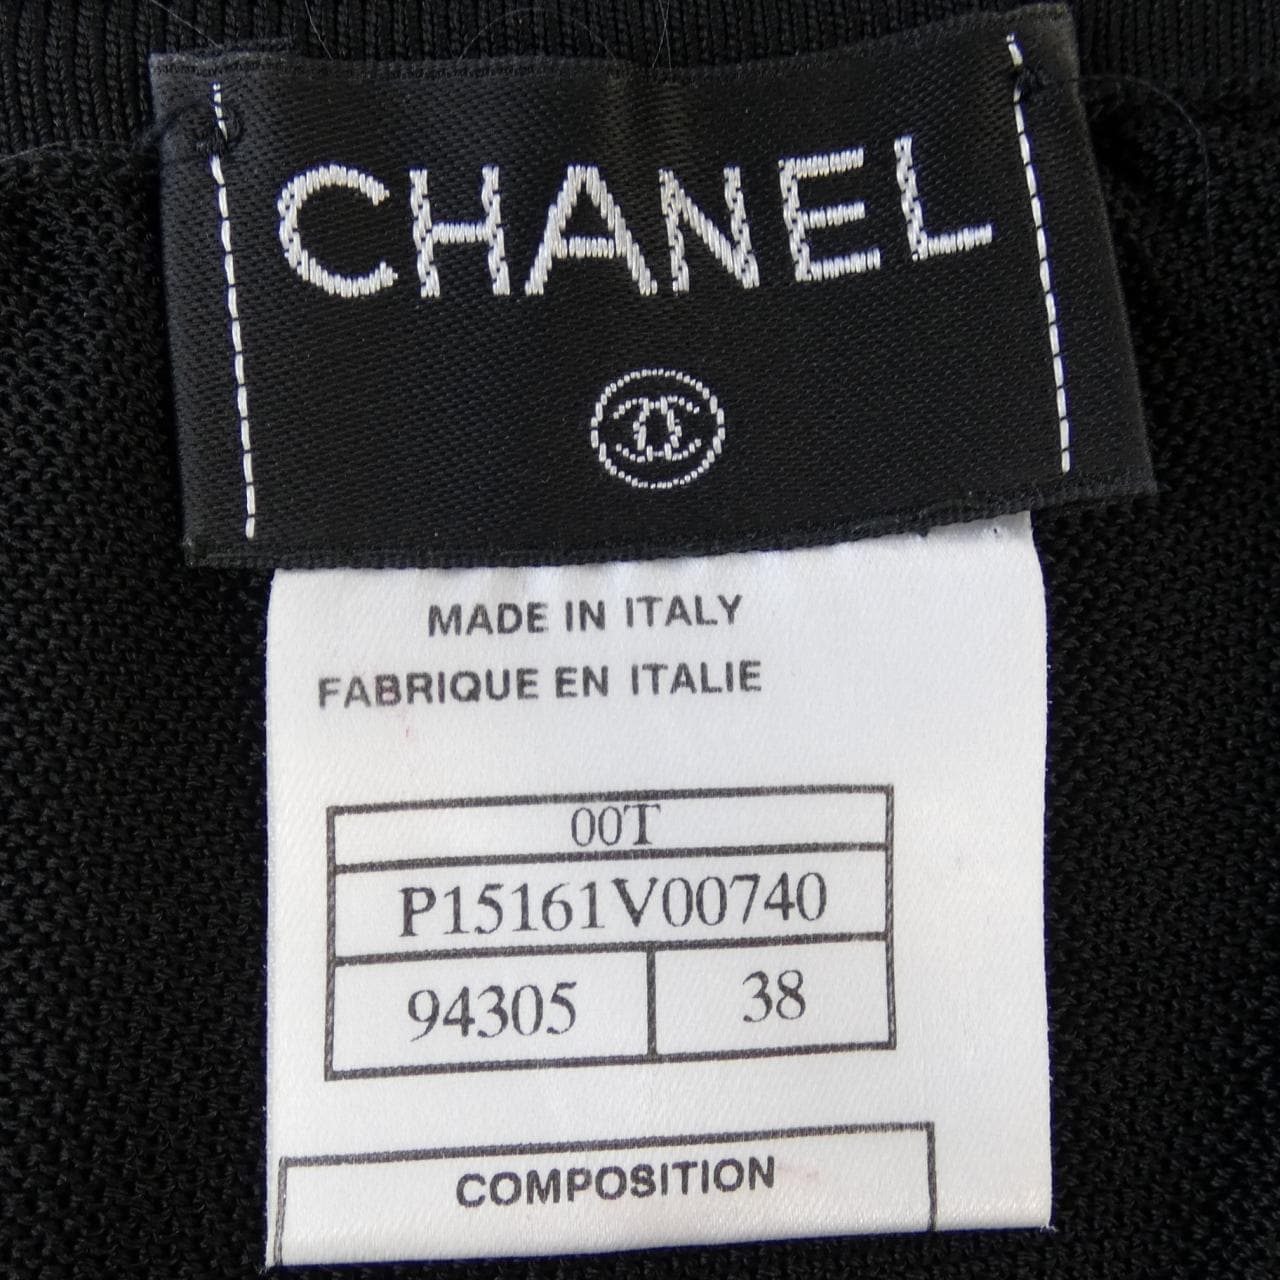 CHANEL
MADE IN ITALY
FABRIQUE EN ITALIE
00T
P15161V00740
94305 38
COMPOSITION